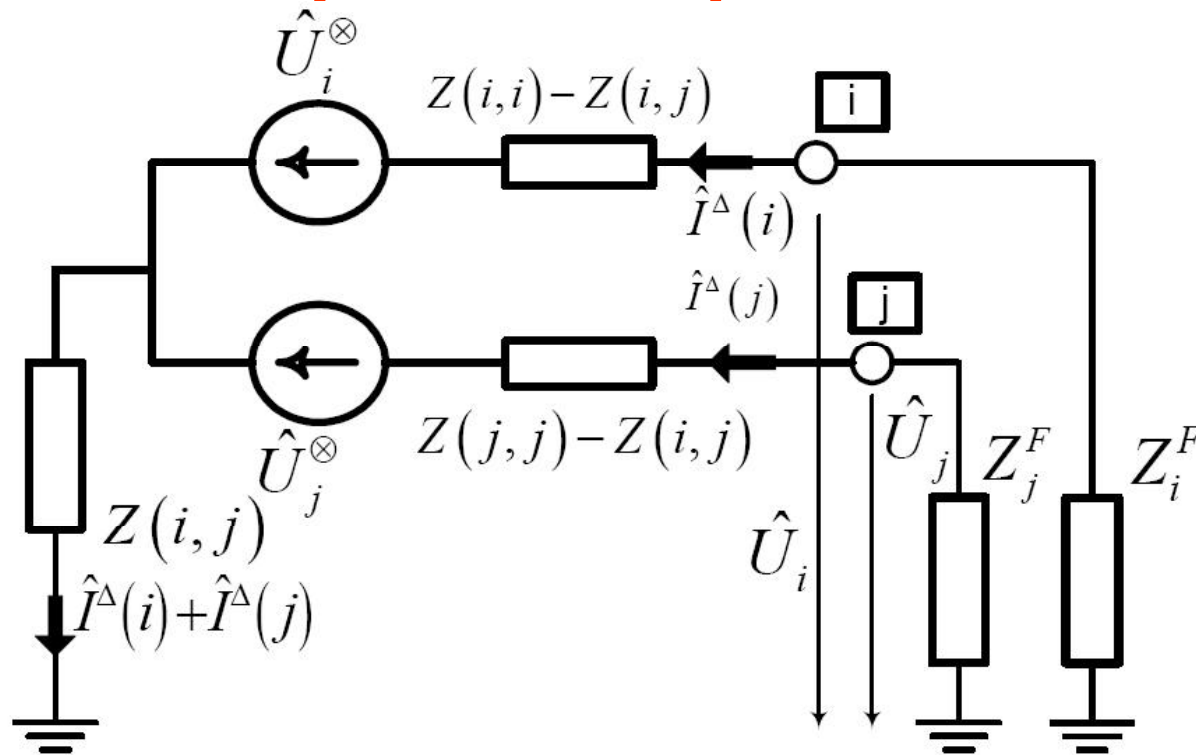 Û_i^⊗
Z(i,i)−Z(i,j)
i
Î^Δ(i)
Î^Δ(j)
j
Û_j^⊗
Z(j,j)−Z(i,j)
Û_j
Z_j^F
Z_i^F
Z(i,j)
Û_i
Î^Δ(i)+Î^Δ(j)